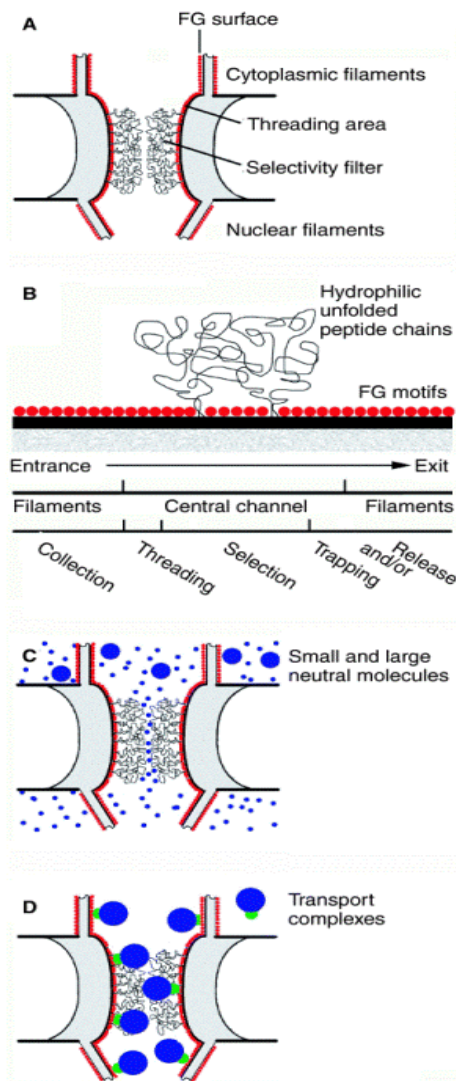 FG surface
A
Cytoplasmic filaments
Threading area
Selectivity filter
Nuclear filaments
B
Hydrophilic
unfolded
peptide chains
FG motifs
Entrance
Exit
Filaments
Central channel
Filaments
Collection
Threading
Selection
Trapping
and/or
Release
C
Small and large
neutral molecules
D
Transport
complexes